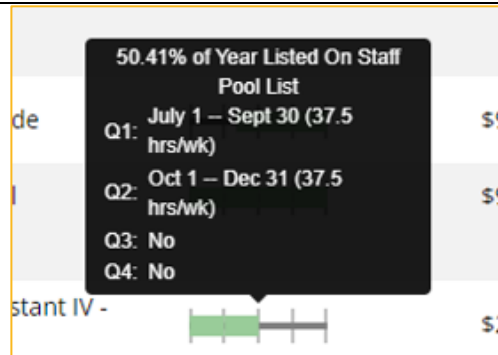 50.41% of Year Listed On Staff
Pool List
Q1: July 1 -- Sept 30 (37.5
hrs/wk)
Q2: Oct 1 -- Dec 31 (37.5
hrs/wk)
Q3: No
Q4: No
de
$9
l
$9
stant IV -
$2